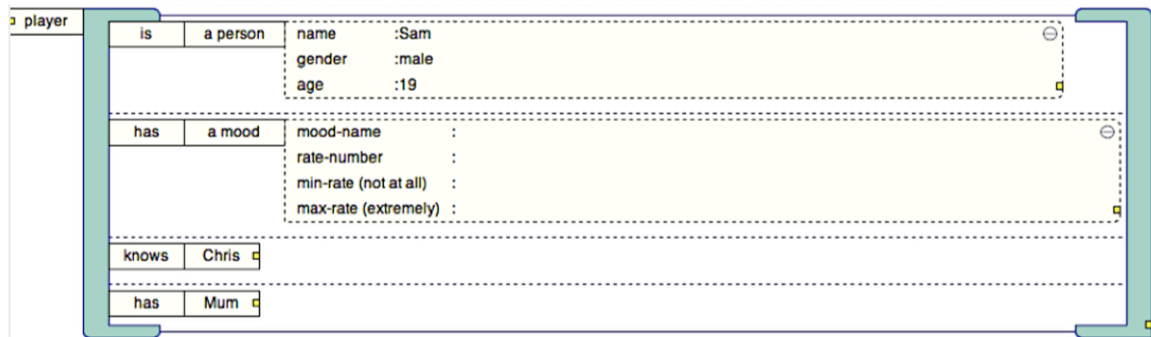 player
is a person name :Sam
gender :male
age :19
has a mood mood-name :
rate-number :
min-rate (not at all) :
max-rate (extremely) :
knows Chris
has Mum